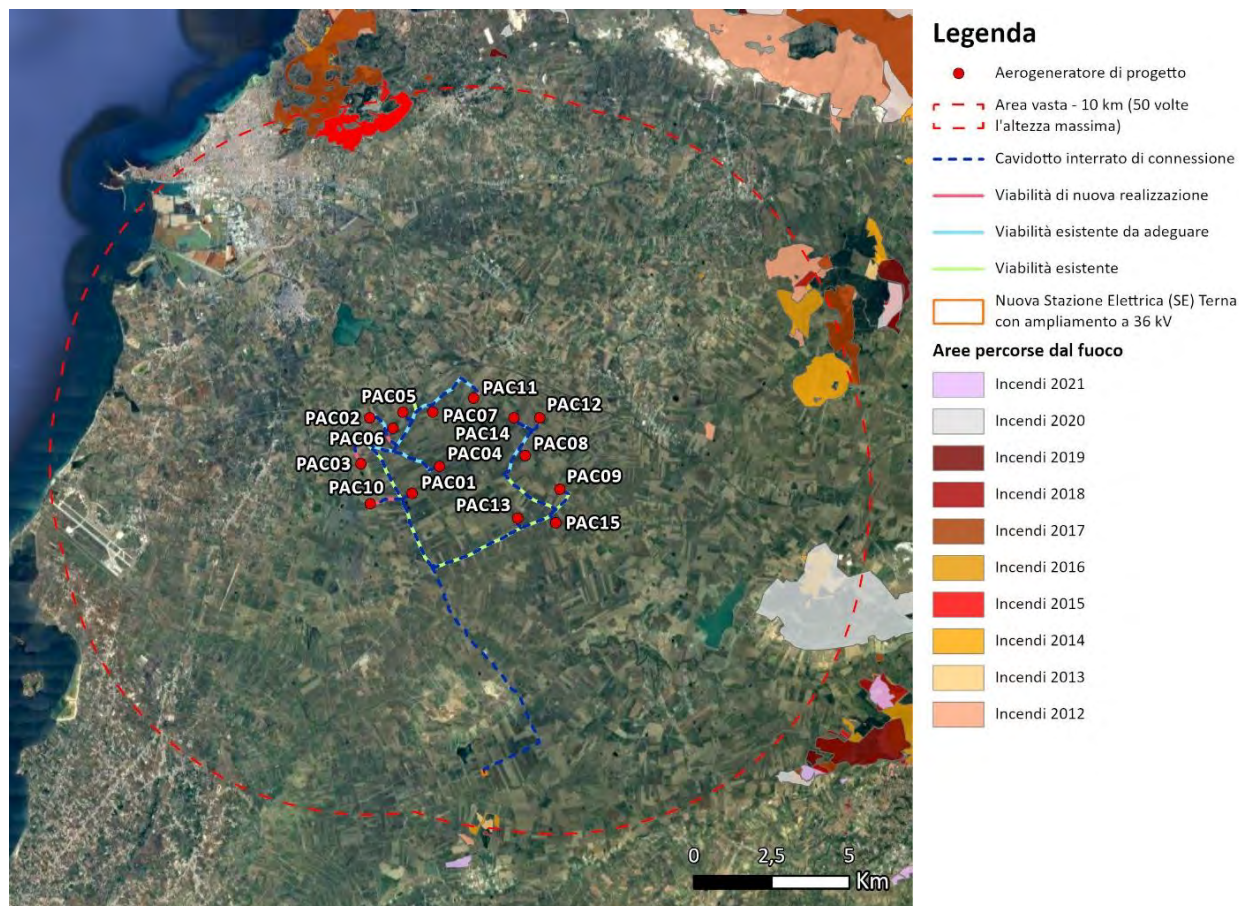 Legenda
Aerogeneratore di progetto
Area vasta - 10 km (50 volte
l'altezza massima)
Cavidotto interrato di connessione
Viabilità di nuova realizzazione
Viabilità esistente da adeguare
Viabilità esistente
Nuova Stazione Elettrica (SE) Terna
con ampliamento a 36 kV
Aree percorse dal fuoco
Incendi 2021
Incendi 2020
Incendi 2019
Incendi 2018
Incendi 2017
Incendi 2016
Incendi 2015
Incendi 2014
Incendi 2013
Incendi 2012
PAC11
PAC05
PAC02
PAC07
PAC12
PAC14
PAC06
PAC08
PAC04
PAC03
PAC09
PAC01
PAC10
PAC13
PAC15
0 2,5 5
Km